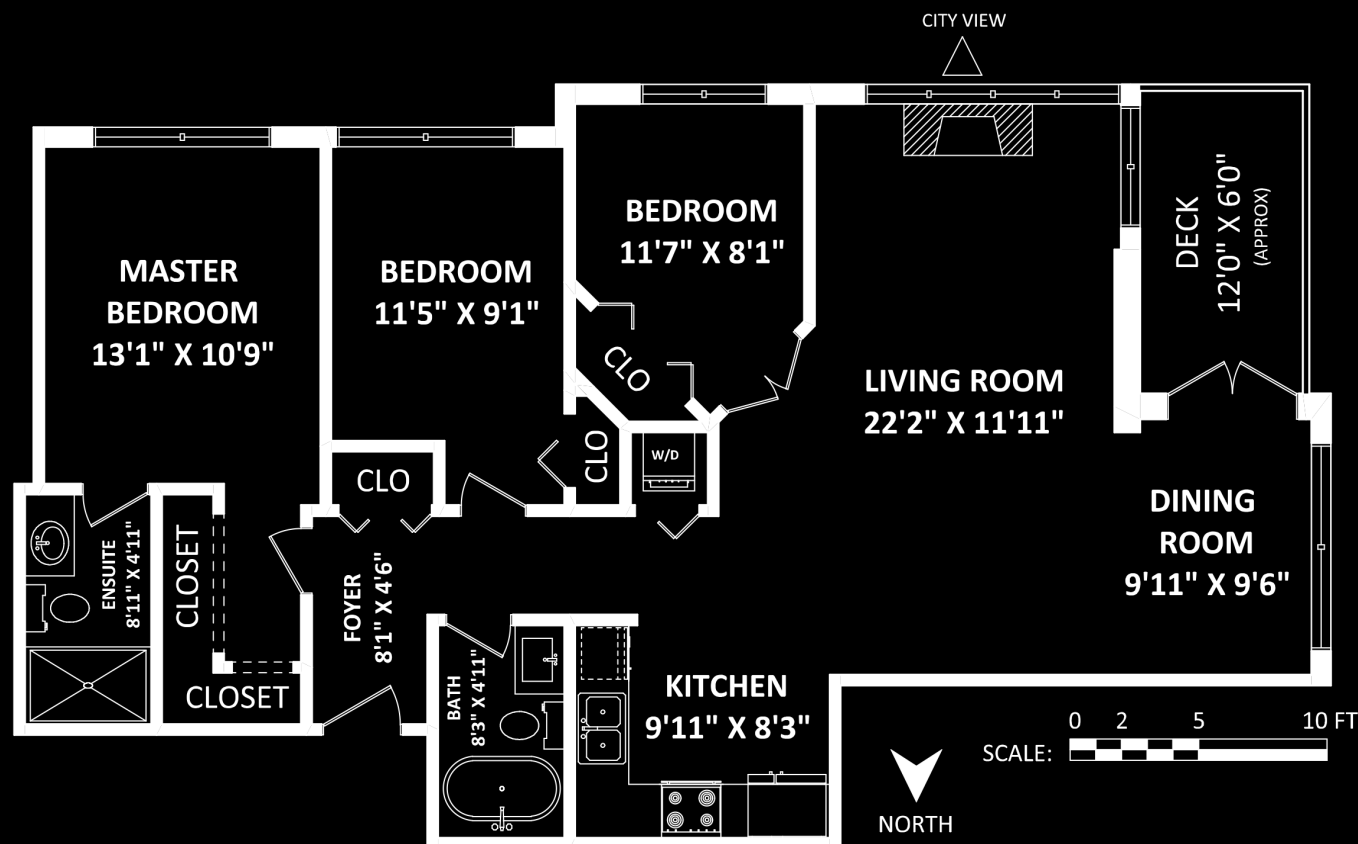 CITY VIEW
MASTER
BEDROOM
13'1" X 10'9"
BEDROOM
11'5" X 9'1"
BEDROOM
11'7" X 8'1"
CLO
CLO
CLO
W/D
LIVING ROOM
22'2" X 11'11"
DECK
12'0" X 6'0"
(APPROX)
DINING
ROOM
9'11" X 9'6"
ENSUITE
8'11" X 4'11"
CLOSET
CLOSET
FOYER
8'1" X 4'6"
BATH
8'3" X 4'11"
KITCHEN
9'11" X 8'3"
NORTH
SCALE:
0 2 5 10 FT